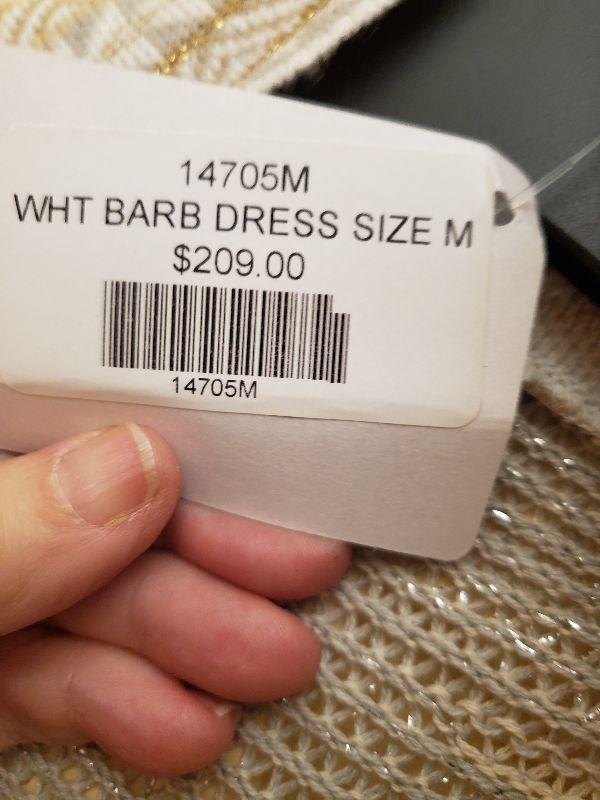 14705M
WHT BARB DRESS SIZE M
$209.00
14705M